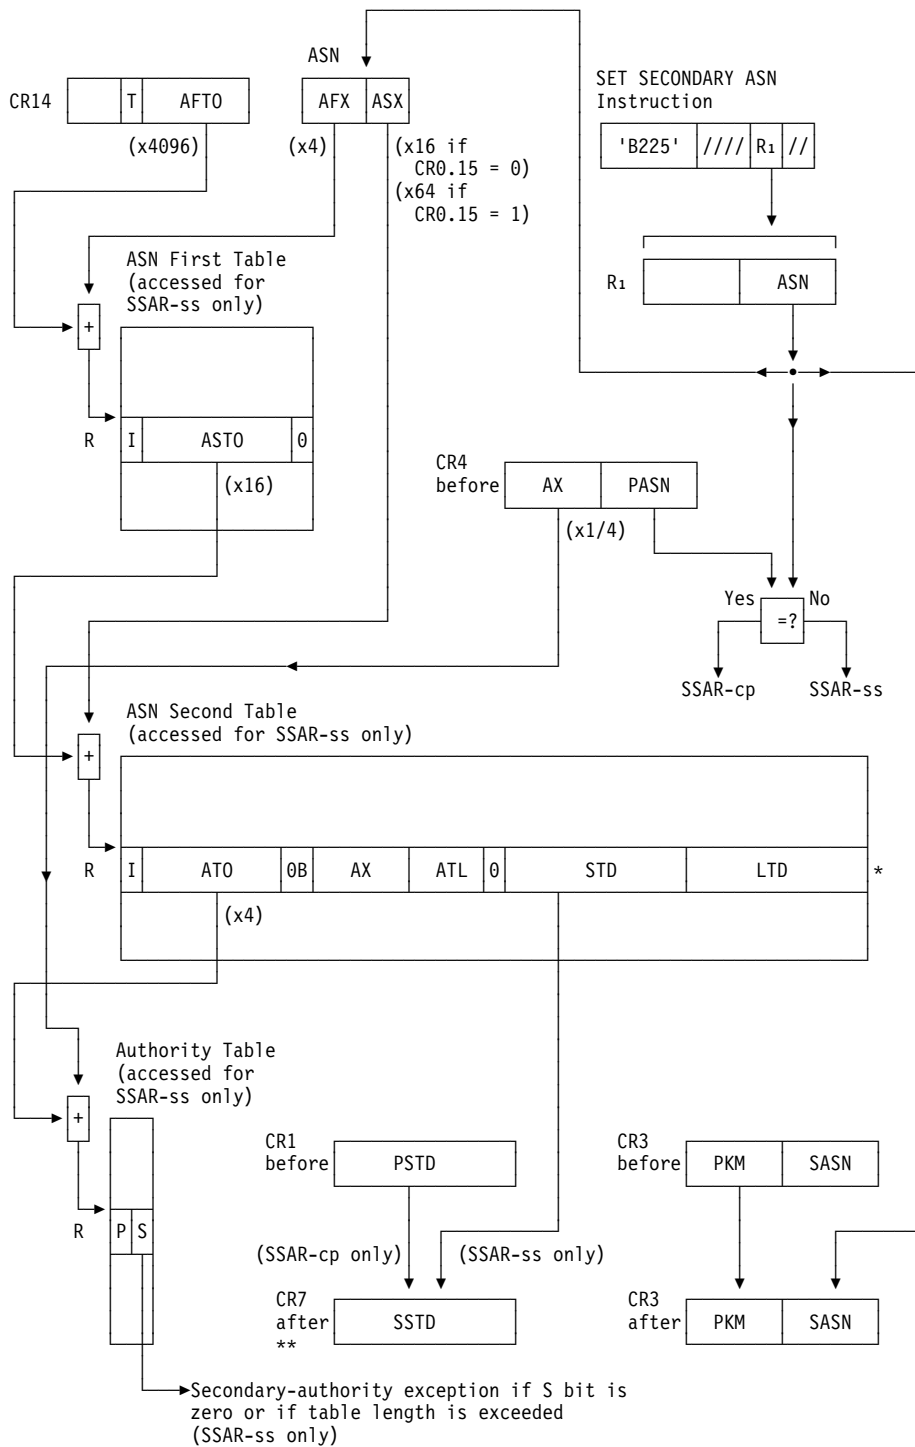 ASN
CR14 T AFTO
AFX ASX
SET SECONDARY ASN
Instruction
'B225' //// R₁ //
(x4096)
(x4)
(x16 if
CR0.15 = 0)
(x64 if
CR0.15 = 1)
ASN First Table
(accessed for
SSAR-ss only)
R₁ ASN
+
R I ASTO 0
(x16)
CR4
before AX PASN
(x1/4)
Yes =? No
SSAR-cp SSAR-ss
ASN Second Table
(accessed for SSAR-ss only)
+
R I ATO 0B AX ATL 0 STD LTD *
(x4)
Authority Table
(accessed for
SSAR-ss only)
+
R P S
CR1
before PSTD
CR3
before PKM SASN
(SSAR-cp only) (SSAR-ss only)
CR7
after SSTD
**
CR3
after PKM SASN
Secondary-authority exception if S bit is
zero or if table length is exceeded
(SSAR-ss only)